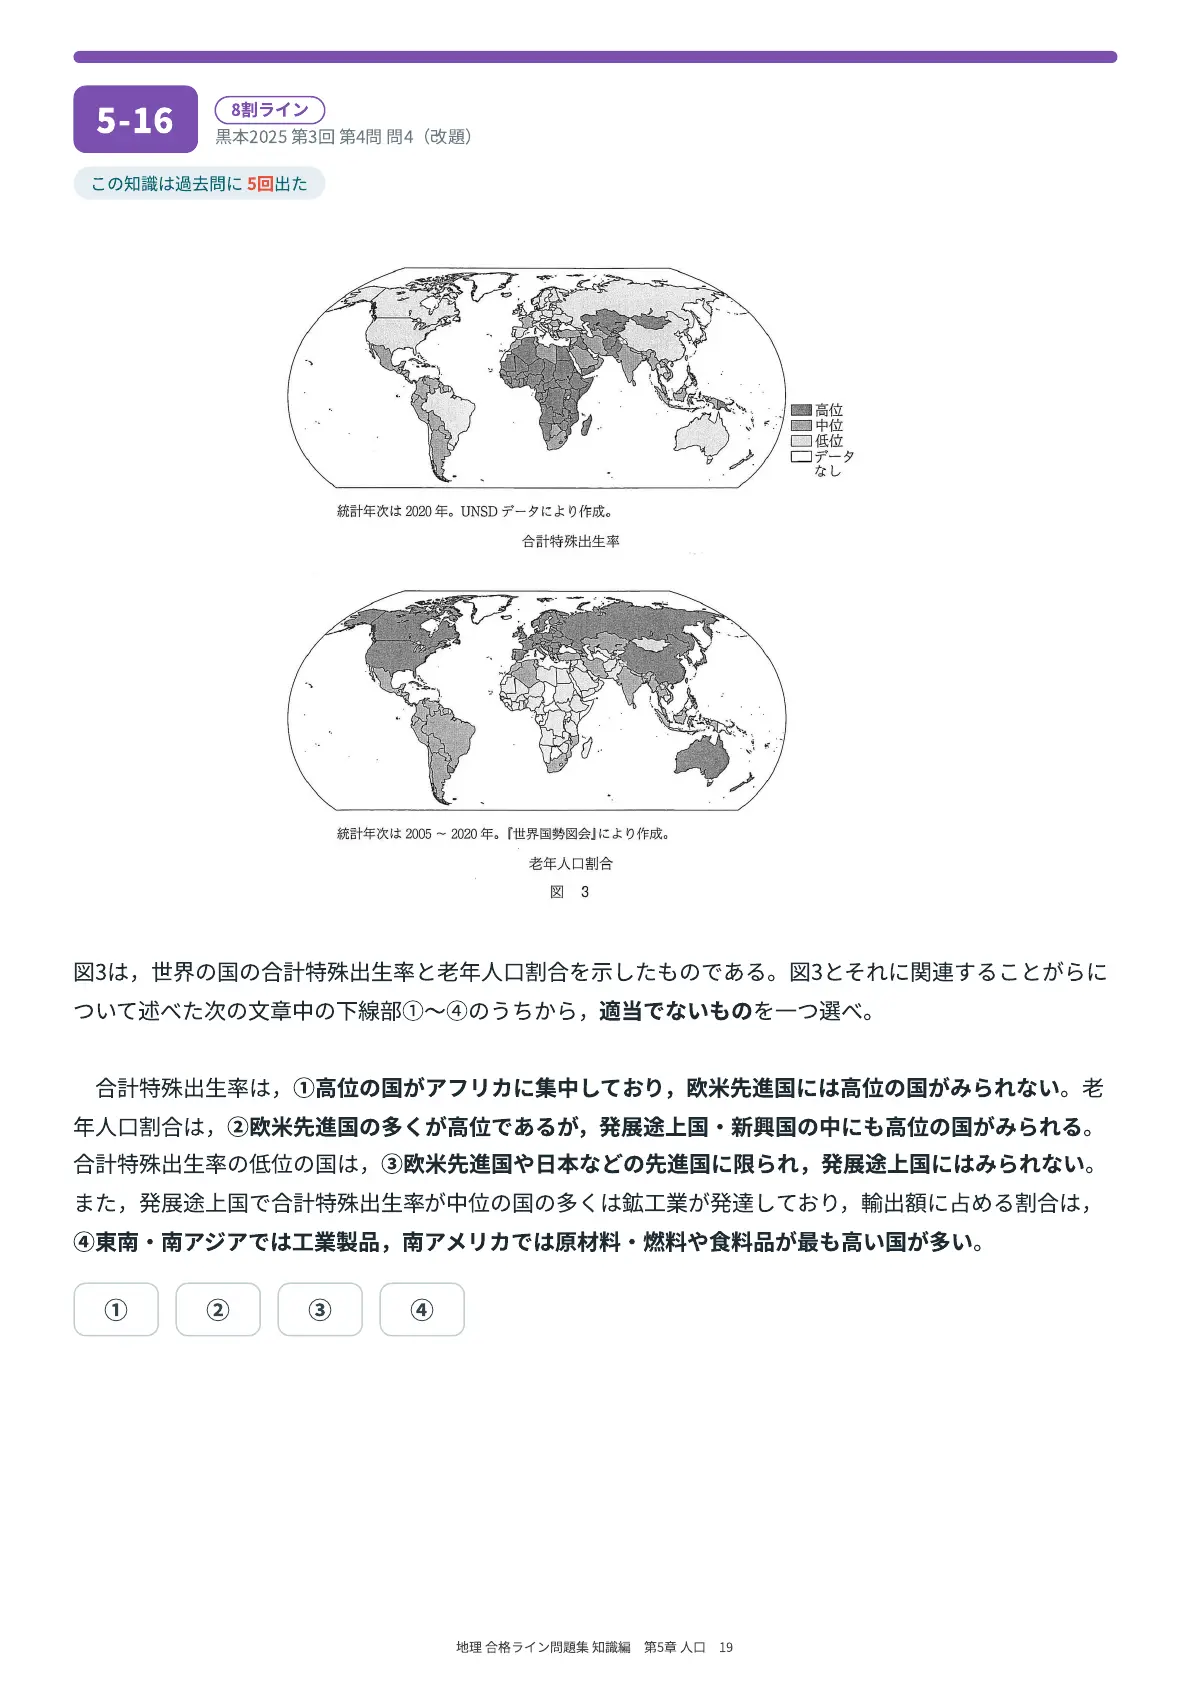 5-16
8割ライン
黒本2025 第3回 第4問 問4（改題）
この知識は過去問に 5回出た
高位
中位
低位
データ
なし
統計年次は 2020 年。UNSD データにより作成。
合計特殊出生率
統計年次は 2005 ～ 2020 年。『世界国勢図会』により作成。
老年人口割合
図 3
図3は，世界の国の合計特殊出生率と老年人口割合を示したものである。図3とそれに関連することがらに
ついて述べた次の文章中の下線部①〜④のうちから，適当でないものを一つ選べ。
合計特殊出生率は，①高位の国がアフリカに集中しており，欧米先進国には高位の国がみられない。老
年人口割合は，②欧米先進国の多くが高位であるが，発展途上国・新興国の中にも高位の国がみられる。
合計特殊出生率の低位の国は，③欧米先進国や日本などの先進国に限られ，発展途上国にはみられない。
また，発展途上国で合計特殊出生率が中位の国の多くは鉱工業が発達しており，輸出額に占める割合は，
④東南・南アジアでは工業製品，南アメリカでは原材料・燃料や食料品が最も高い国が多い。
① ② ③ ④
地理 合格ライン問題集 知識編 第5章 人口 19